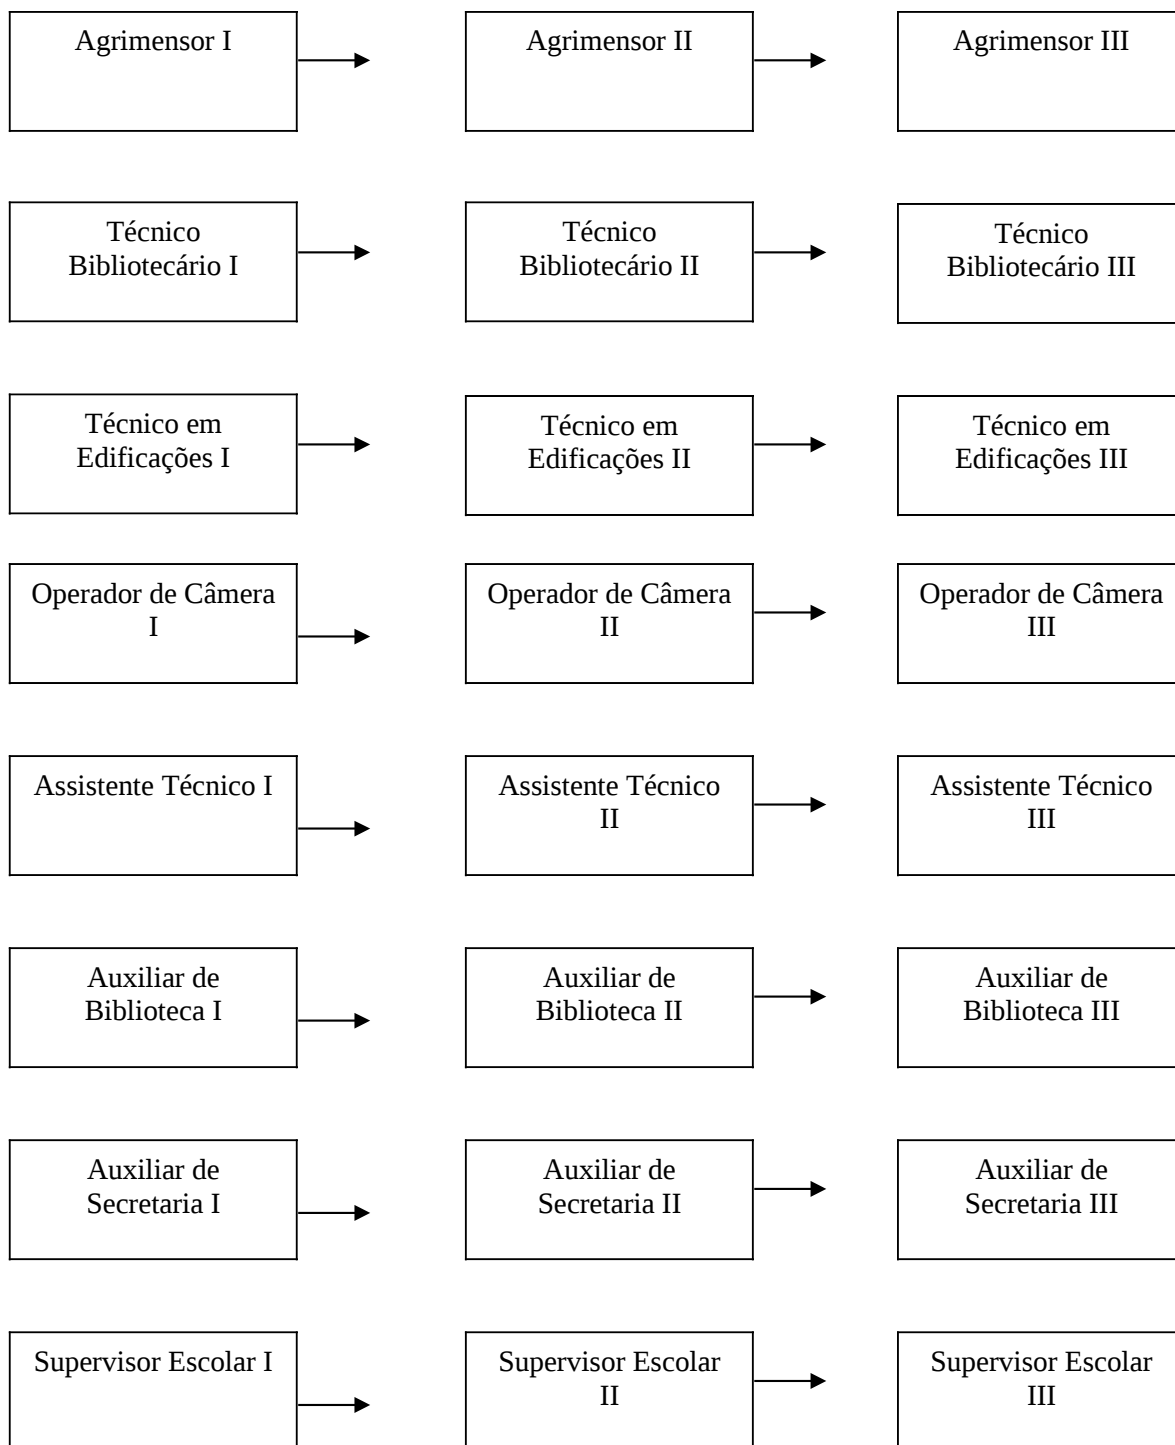 Agrimensor I
Agrimensor II
Agrimensor III
Técnico
Bibliotecário I
Técnico
Bibliotecário II
Técnico
Bibliotecário III
Técnico em
Edificações I
Técnico em
Edificações II
Técnico em
Edificações III
Operador de Câmera
I
Operador de Câmera
II
Operador de Câmera
III
Assistente Técnico I
Assistente Técnico
II
Assistente Técnico
III
Auxiliar de
Biblioteca I
Auxiliar de
Biblioteca II
Auxiliar de
Biblioteca III
Auxiliar de
Secretaria I
Auxiliar de
Secretaria II
Auxiliar de
Secretaria III
Supervisor Escolar I
Supervisor Escolar
II
Supervisor Escolar
III